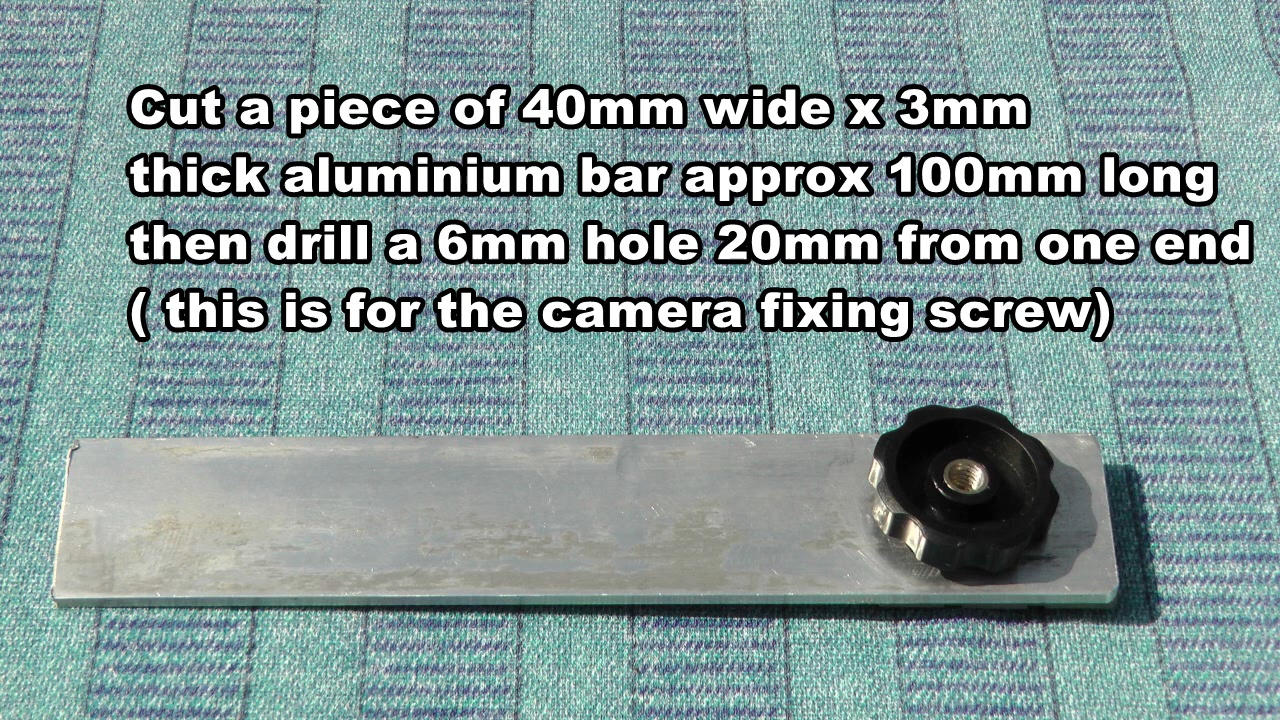 Cut a piece of 40mm wide x 3mm
thick aluminium bar approx 100mm long
then drill a 6mm hole 20mm from one end
( this is for the camera fixing screw)